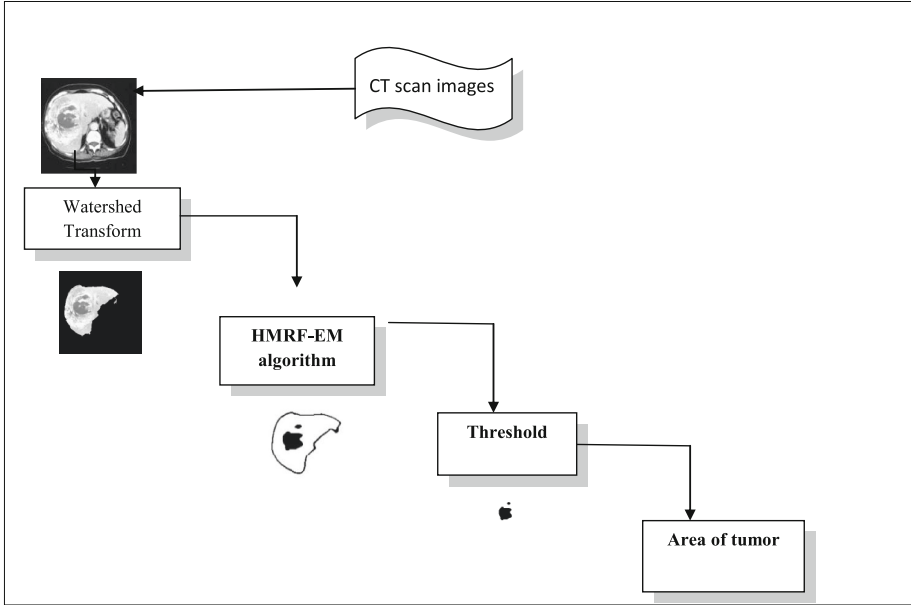 CT scan images
Watershed
Transform
HMRF-EM
algorithm
Threshold
Area of tumor